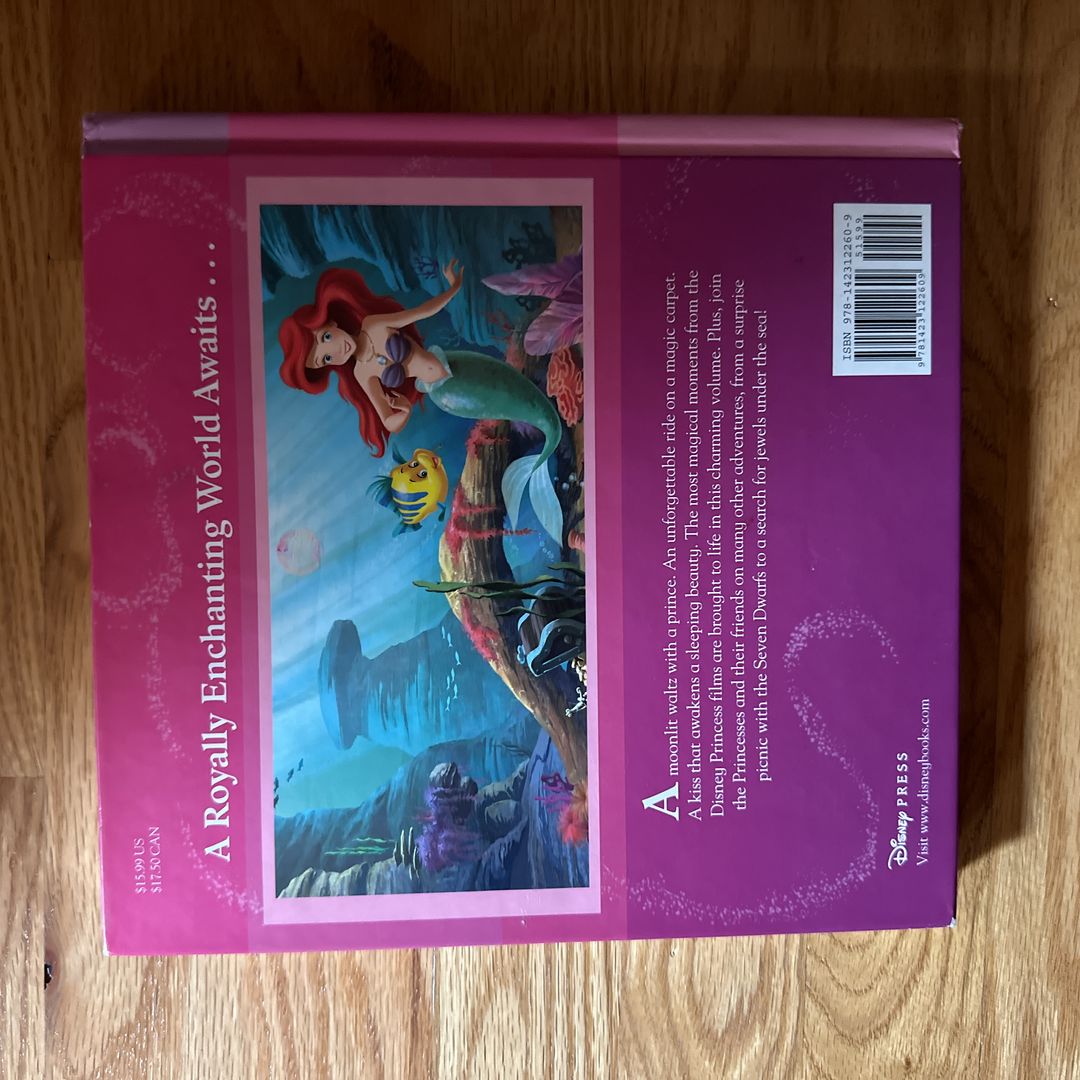 $15.99 US
$17.50 CAN
A Royally Enchanting World Awaits . . .
A moonlit waltz with a prince. An unforgettable ride on a magic carpet.
A kiss that awakens a sleeping beauty. The most magical moments from the
Disney Princess films are brought to life in this charming volume. Plus, join
the Princesses and their friends on many other adventures, from a surprise
picnic with the Seven Dwarfs to a search for jewels under the sea!
Disney PRESS
Visit www.disneybooks.com
ISBN 978-142312260-9
51599
9 781423 122609